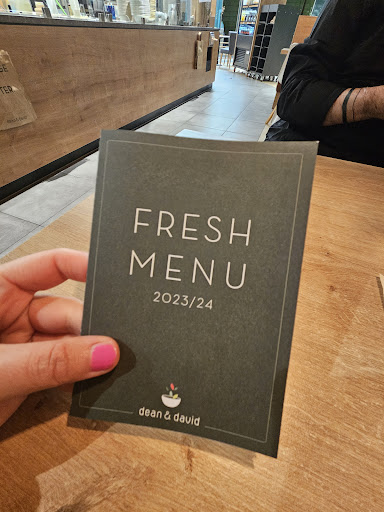 FRESH
MENU
2023/24
dean & david